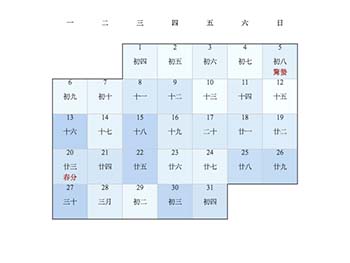 一 二 三 四 五 六 日
1 2 3 4 5
初四 初五 初六 初七 初八
驚蟄
6 7 8 9 10 11 12
初九 初十 十一 十二 十三 十四 十五
13 14 15 16 17 18 19
十六 十七 十八 十九 二十 廿一 廿二
20 21 22 23 24 25 26
廿三 廿四 廿五 廿六 廿七 廿八 廿九
春分
27 28 29 30 31
三十 三月 初二 初三 初四